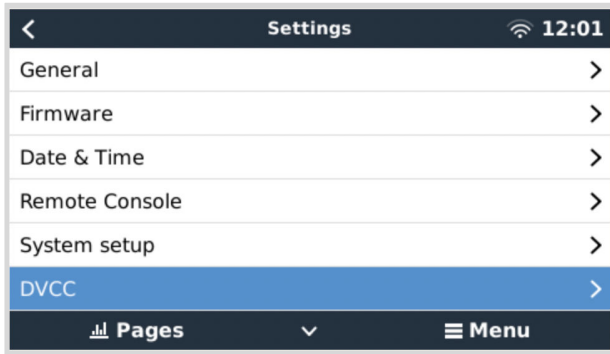 Settings 12:01
General
Firmware
Date & Time
Remote Console
System setup
DVCC
Pages Menu